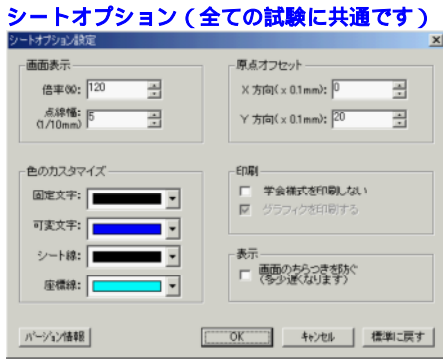 シートオプション(全ての試験に共通です)
シートオプション設定
画面表示
倍率(%): 120
点線幅:
(1/10mm) 5
原点オフセット
X 方向(x 0.1mm): 0
Y 方向(x 0.1mm): 20
色のカスタマイズ
固定文字:
可変文字:
シート線:
座標線:
印刷
学会様式を印刷しない
グラフィクを印刷する
表示
画面のちらつきを防ぐ
(多少遅くなります)
バージョン情報
OK
キャンセル
標準に戻す